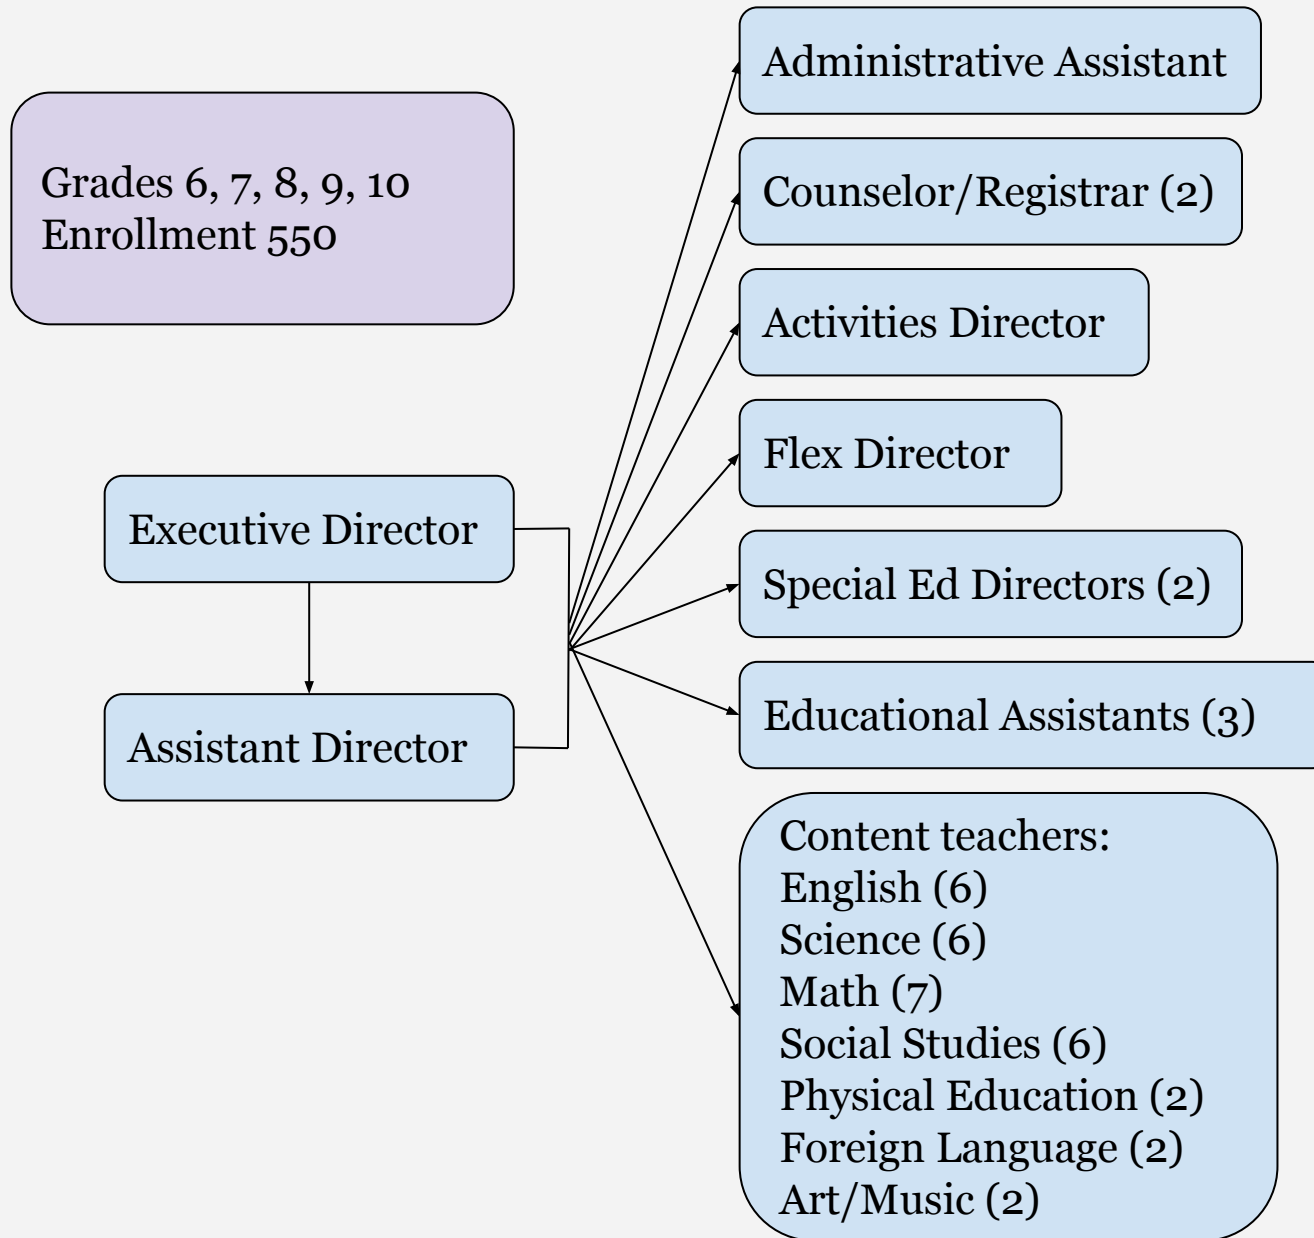 Grades 6, 7, 8, 9, 10
Enrollment 550
Executive Director
Assistant Director
Administrative Assistant
Counselor/Registrar (2)
Activities Director
Flex Director
Special Ed Directors (2)
Educational Assistants (3)
Content teachers:
English (6)
Science (6)
Math (7)
Social Studies (6)
Physical Education (2)
Foreign Language (2)
Art/Music (2)